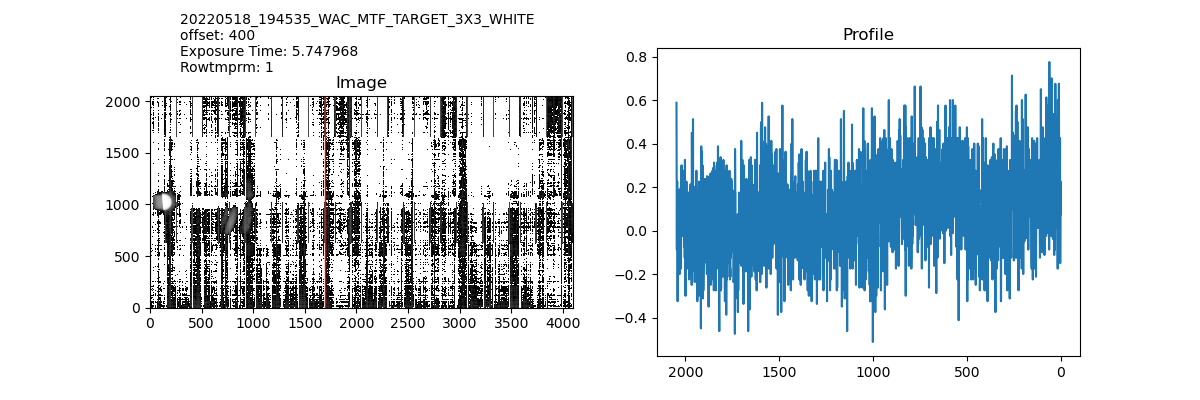 20220518_194535_WAC_MTF_TARGET_3X3_WHITE
offset: 400
Exposure Time: 5.747968
Rowtmprm: 1
Image
2000
1500
1000
500
0
0 500 1000 1500 2000 2500 3000 3500 4000
Profile
0.8
0.6
0.4
0.2
0.0
−0.2
−0.4
2000 1500 1000 500 0